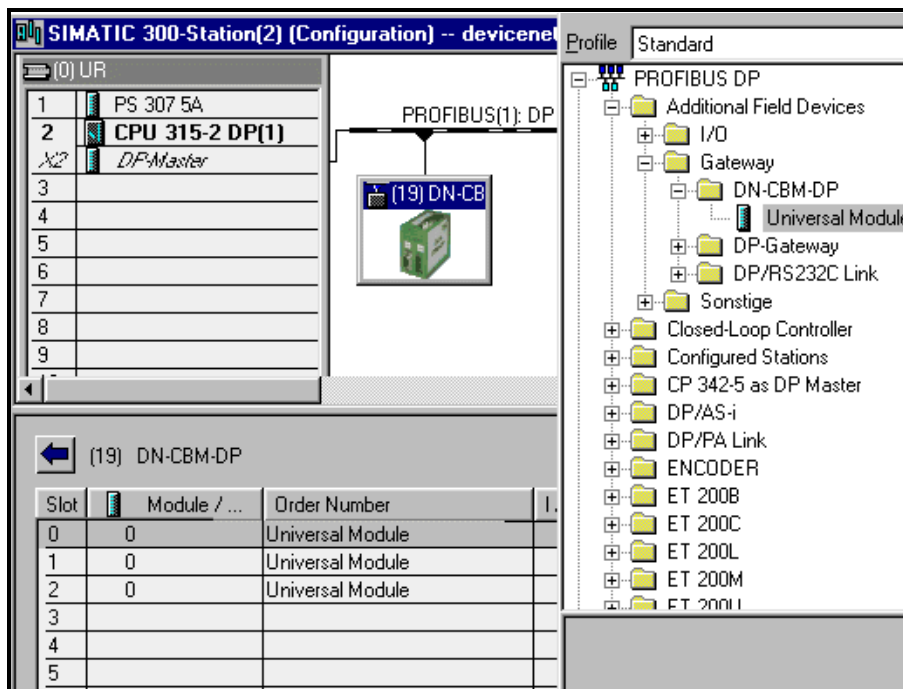 SIMATIC 300-Station(2) (Configuration) -- devicene
(0) UR
1 PS 307 5A
2 CPU 315-2 DP(1)
X2 DP-Master
3
4
5
6
7
8
9
PROFIBUS(1): DP
(19) DN-CB
Profile Standard
PROFIBUS DP
Additional Field Devices
I/O
Gateway
DN-CBM-DP
Universal Module
DP-Gateway
DP/RS232C Link
Sonstige
Closed-Loop Controller
Configured Stations
CP 342-5 as DP Master
DP/AS-i
DP/PA Link
ENCODER
ET 200B
ET 200C
ET 200L
ET 200M
ET 200U
(19) DN-CBM-DP
Slot Module / ... Order Number I
0 0 Universal Module
1 0 Universal Module
2 0 Universal Module
3
4
5